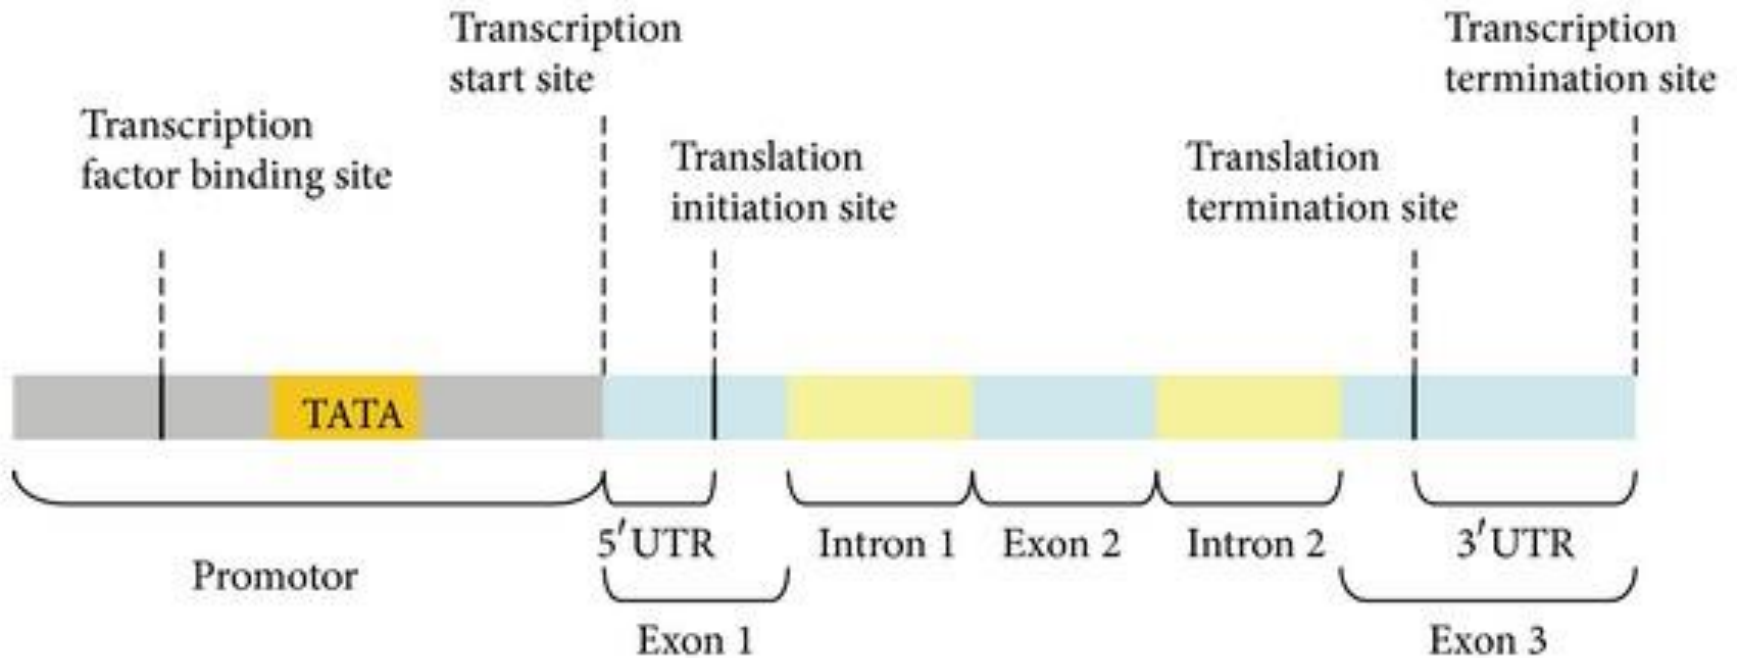 Transcription
start site
Transcription
termination site
Transcription
factor binding site
Translation
initiation site
Translation
termination site
TATA
5′UTR
Intron 1
Exon 2
Intron 2
3′UTR
Promotor
Exon 1
Exon 3